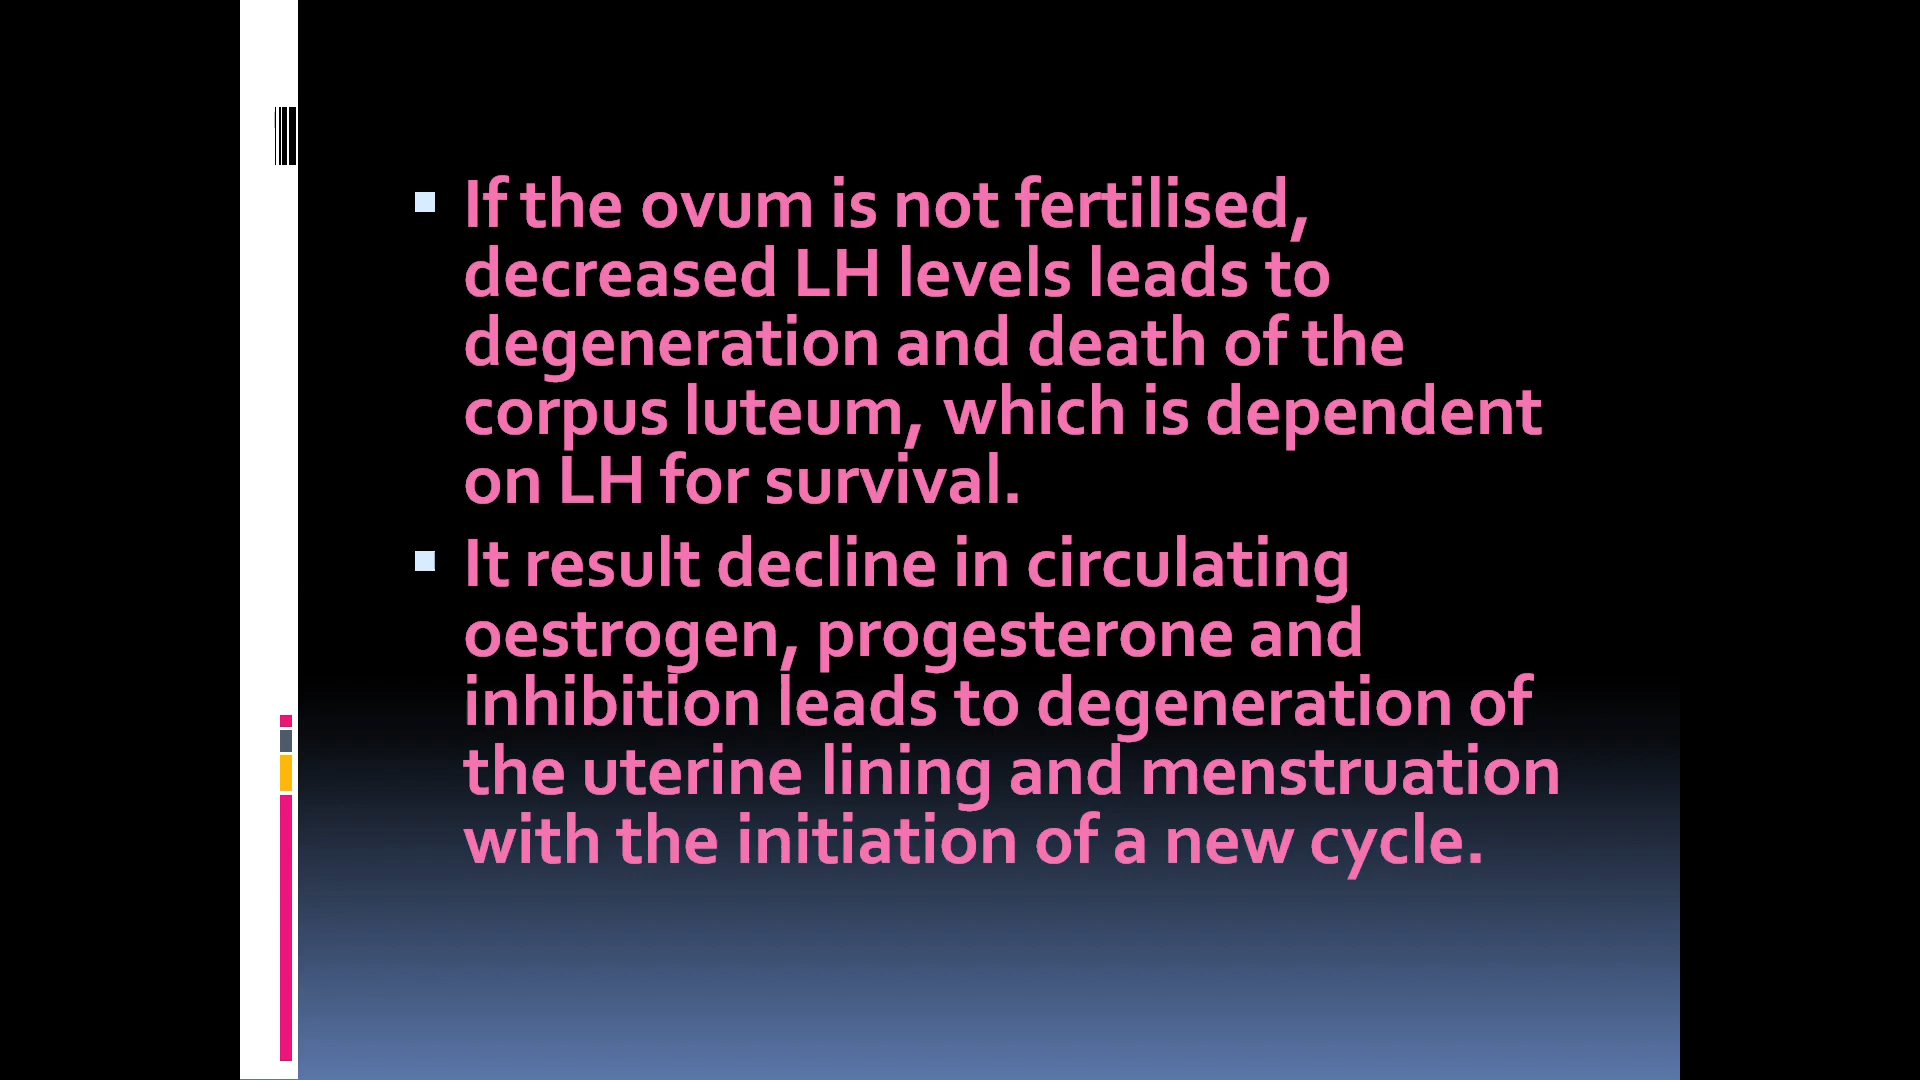 If the ovum is not fertilised,
decreased LH levels leads to
degeneration and death of the
corpus luteum, which is dependent
on LH for survival.
It result decline in circulating
oestrogen, progesterone and
inhibition leads to degeneration of
the uterine lining and menstruation
with the initiation of a new cycle.